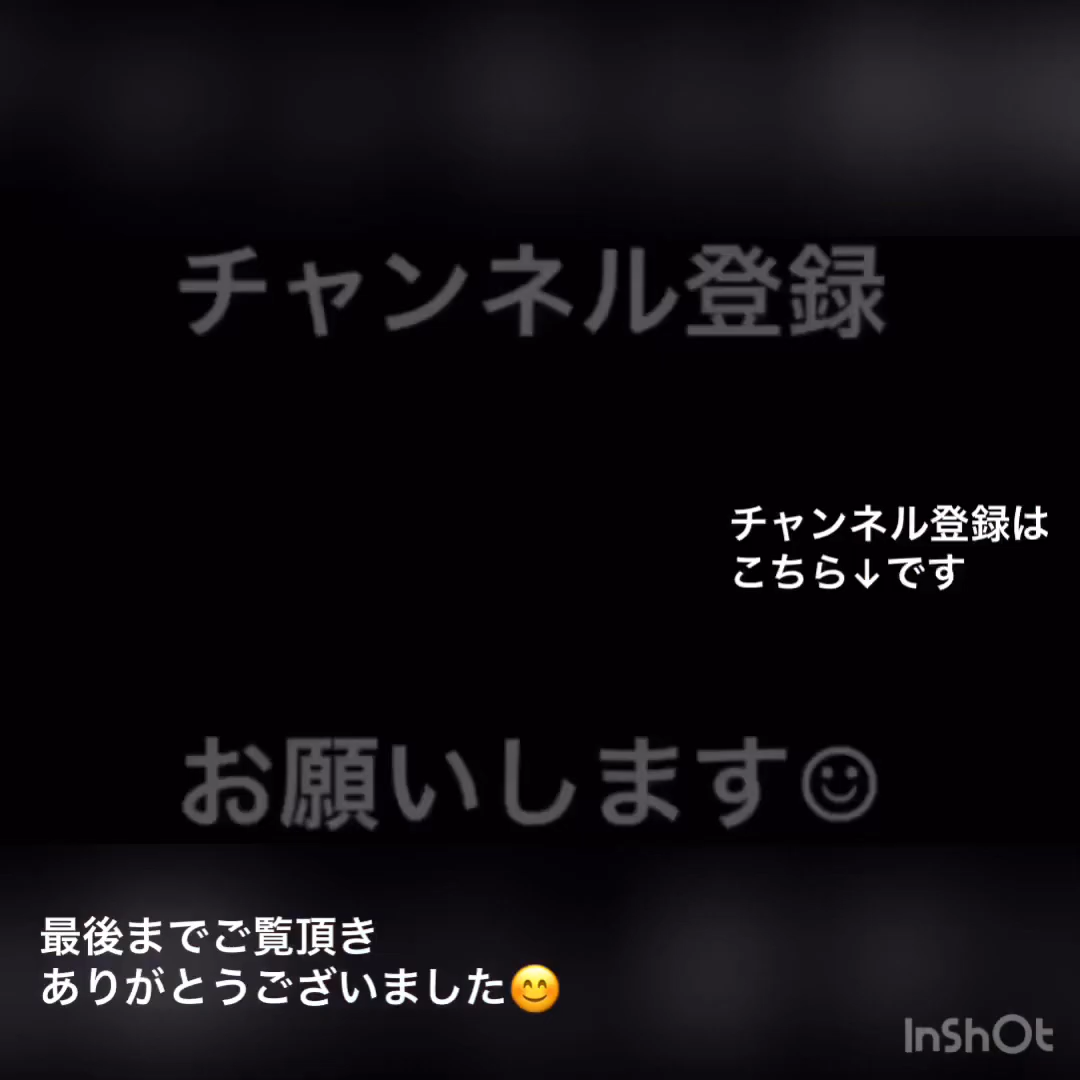 チャンネル登録
チャンネル登録は
こちら↓です
お願いします☺
最後までご覧頂き
ありがとうございました😊
InShOt